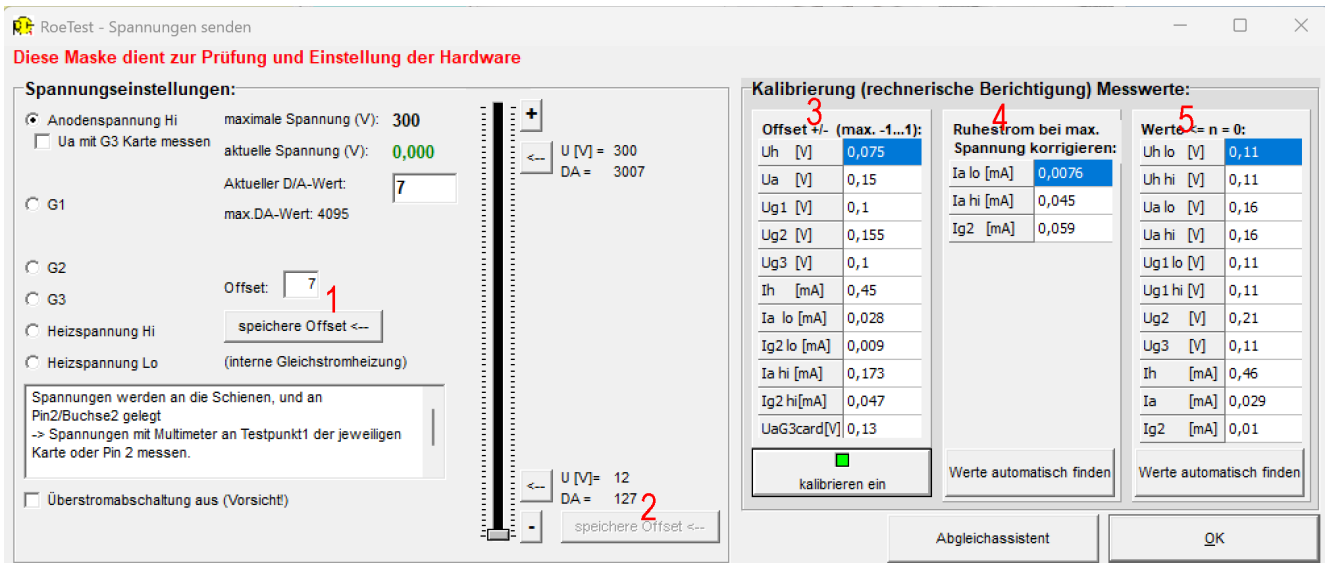 RoeTest - Spannungen senden
Diese Maske dient zur Prüfung und Einstellung der Hardware
Spannungseinstellungen:
Anodenspannung Hi
Ua mit G3 Karte messen
G1
G2
G3
Heizspannung Hi
Heizspannung Lo
maximale Spannung (V): 300
aktuelle Spannung (V): 0,000
Aktueller D/A-Wert: 7
max.DA-Wert: 4095
Offset: 7
1
speichere Offset <--
(interne Gleichstromheizung)
Spannungen werden an die Schienen, und an
Pin2/Buchse2 gelegt
-> Spannungen mit Multimeter an Testpunkt1 der jeweiligen
Karte oder Pin 2 messen.
Überstromabschaltung aus (Vorsicht!)
+
<-- U [V] = 300
DA = 3007
<-- U [V]= 12
DA = 127
2
- speichere Offset <--
Kalibrierung (rechnerische Berichtigung) Messwerte:
3
Offset +/- (max. -1...1):
Uh [V] 0,075
Ua [V] 0,15
Ug1 [V] 0,1
Ug2 [V] 0,155
Ug3 [V] 0,1
Ih [mA] 0,45
Ia lo [mA] 0,028
Ig2 lo [mA] 0,009
Ia hi [mA] 0,173
Ig2 hi[mA] 0,047
UaG3card[V] 0,13
kalibrieren ein
4
Ruhestrom bei max.
Spannung korrigieren:
Ia lo [mA] 0,0076
Ia hi [mA] 0,045
Ig2 [mA] 0,059
Werte automatisch finden
5
Werte <= n = 0:
Uh lo [V] 0,11
Uh hi [V] 0,11
Ua lo [V] 0,16
Ua hi [V] 0,16
Ug1 lo [V] 0,11
Ug1 hi [V] 0,11
Ug2 [V] 0,21
Ug3 [V] 0,11
Ih [mA] 0,46
Ia [mA] 0,029
Ig2 [mA] 0,01
Werte automatisch finden
Abgleichassistent
OK